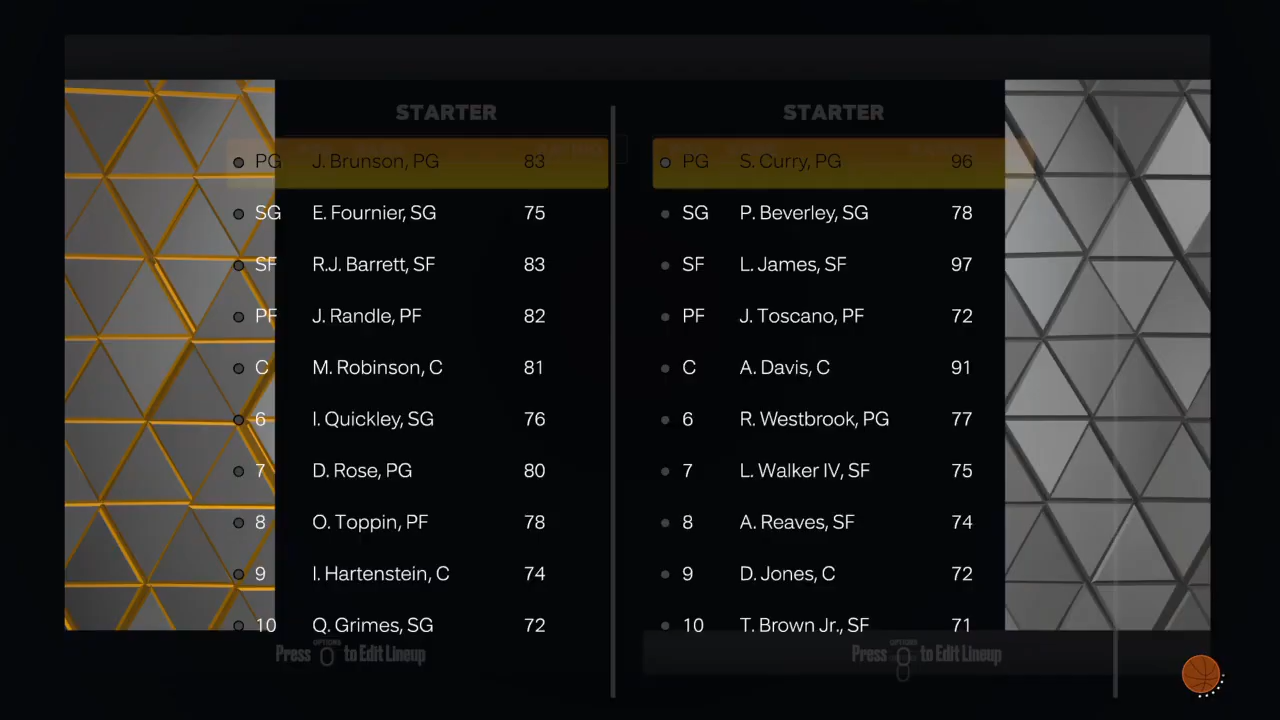 STARTER
PG J. Brunson, PG 83
SG E. Fournier, SG 75
SF R.J. Barrett, SF 83
PF J. Randle, PF 82
C M. Robinson, C 81
6 I. Quickley, SG 76
7 D. Rose, PG 80
8 O. Toppin, PF 78
9 I. Hartenstein, C 74
10 Q. Grimes, SG 72
Press OPTIONS to Edit Lineup
STARTER
PG S. Curry, PG 96
SG P. Beverley, SG 78
SF L. James, SF 97
PF J. Toscano, PF 72
C A. Davis, C 91
6 R. Westbrook, PG 77
7 L. Walker IV, SF 75
8 A. Reaves, SF 74
9 D. Jones, C 72
10 T. Brown Jr., SF 71
Press OPTIONS to Edit Lineup